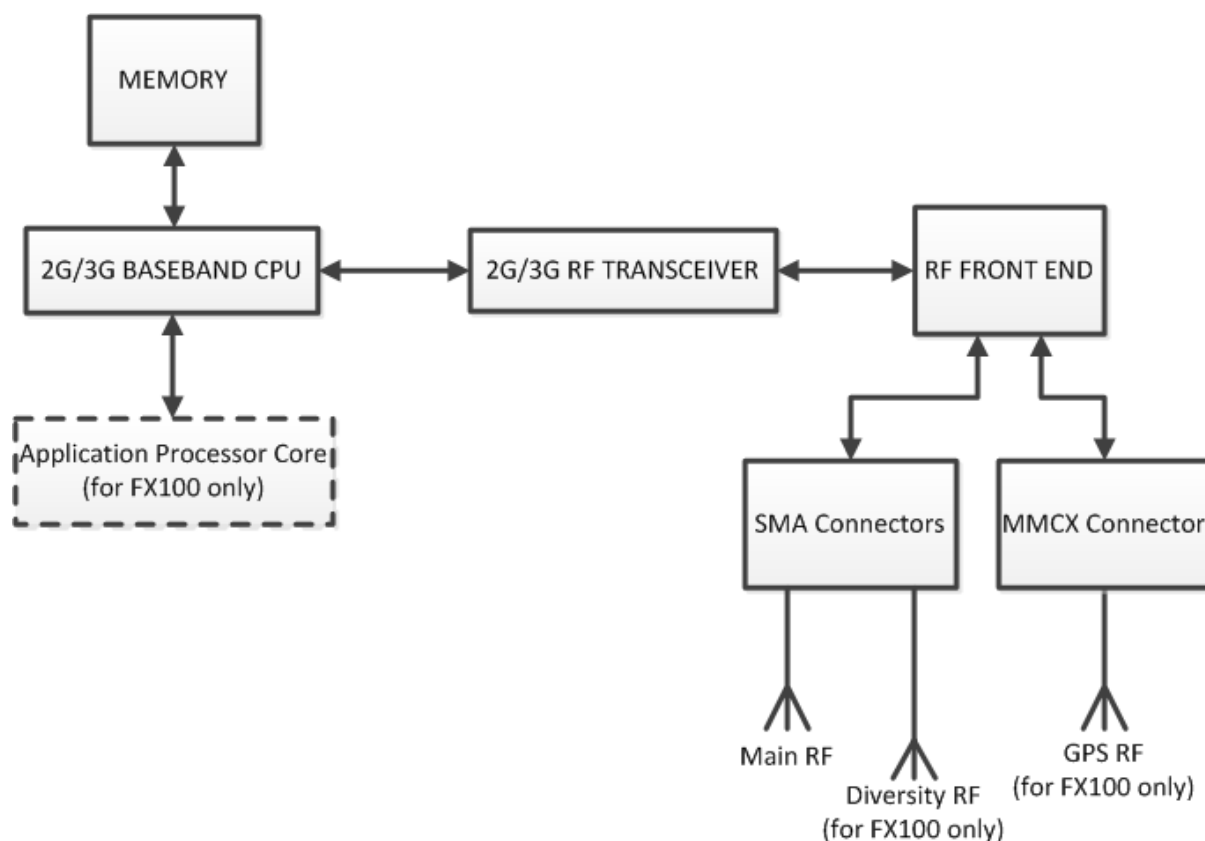 MEMORY
2G/3G BASEBAND CPU
2G/3G RF TRANSCEIVER
RF FRONT END
Application Processor Core
(for FX100 only)
SMA Connectors
MMCX Connector
Main RF
Diversity RF
(for FX100 only)
GPS RF
(for FX100 only)